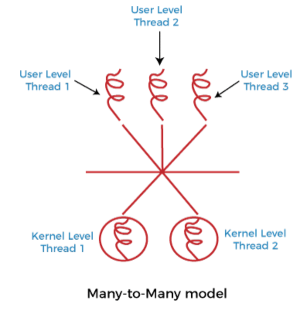 User Level
Thread 2
User Level
Thread 1
User Level
Thread 3
Kernel Level
Thread 1
Kernel Level
Thread 2
Many-to-Many model